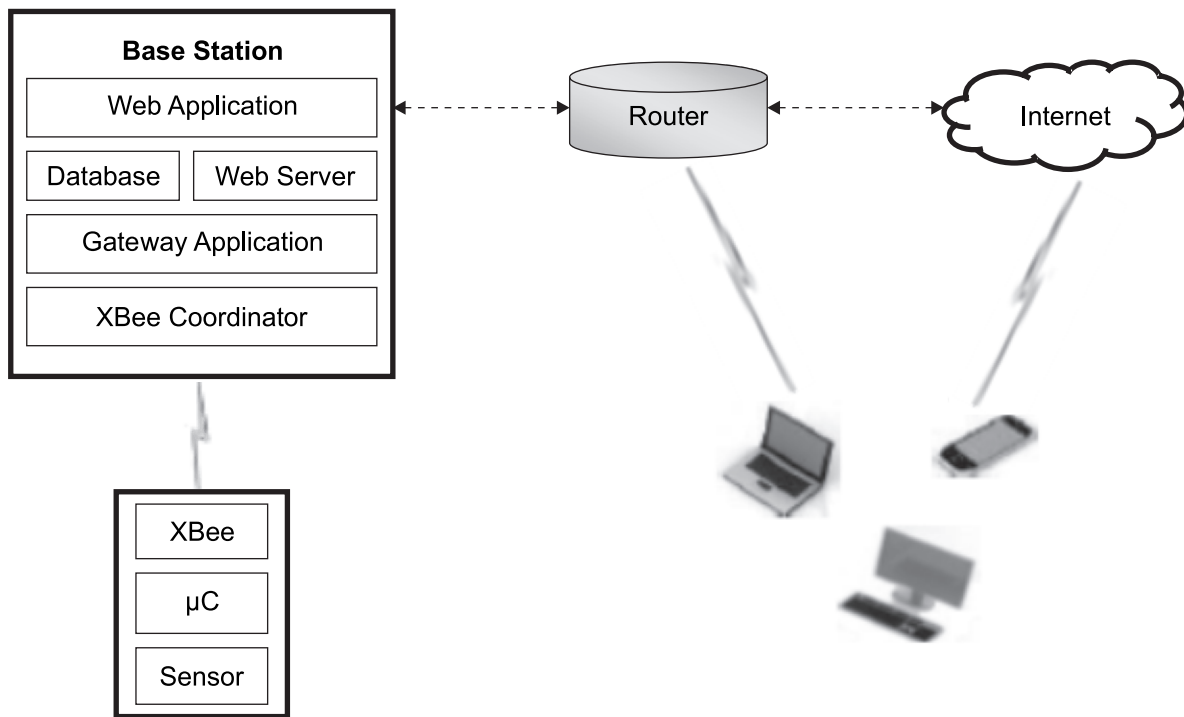 Base Station
Web Application
Router
Internet
Database
Web Server
Gateway Application
XBee Coordinator
XBee
µC
Sensor